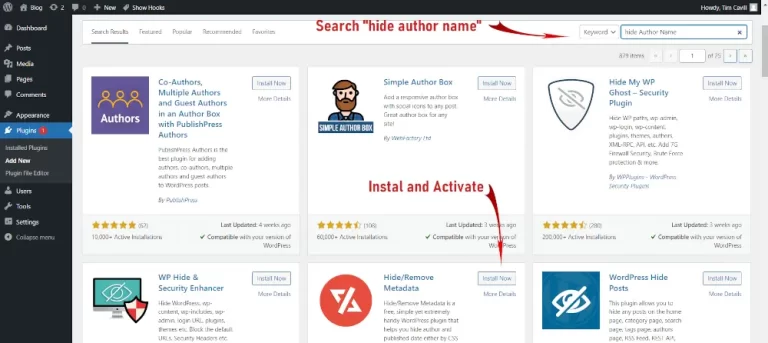 Blog
2
0
New
Show Hooks
Howdy, Tim Cavill
Dashboard
Posts
Media
Pages
Comments
Appearance
Plugins 1
Installed Plugins
Add New
Plugin File Editor
Users
Tools
Settings
Collapse menu
Search "hide author name"
Search Results
Featured
Popular
Recommended
Favorites
Keyword
hide Author Name
879 items
«
‹
1
of 25
›
»
Co-Authors,
Multiple Authors
and Guest Authors
in an Author Box
with PublishPress
Authors
Install Now
More Details
Authors
PublishPress Authors is the
best plugin for adding
authors, co-authors, multiple
authors and guest authors
to WordPress posts.
By PublishPress
(67)
10,000+ Active Installations
Last Updated: 4 weeks ago
✔ Compatible with your version of
WordPress
Simple Author Box
Install Now
More Details
SIMPLE AUTHOR BOX
Add a responsive author box
with social icons to any post.
Great author box for any
site!
By WebFactory Ltd
60,000+ Active Installations
Last Updated: 3 weeks ago
✔ Compatible with your version of
WordPress
Hide My WP
Ghost – Security
Plugin
Install Now
More Details
Hide WP paths, wp-admin,
wp-login, wp-content,
plugins, themes, authors,
XML-RPC, API, etc. Add 7G
Firewall Security, Brute Force
protection & more.
By WPPlugins – WordPress
Security Plugins
200,000+ Active Installations
Last Updated: 3 weeks ago
✔ Compatible with your version of
WordPress
Instal and Activate
WP Hide &
Security Enhancer
Install Now
More Details
Hide WordPress, wp-
content, wp-includes, wp-
admin, login URL, plugins,
themes etc. Block the default
URLs, Security Headers etc.
Hide/Remove
Metadata
Install Now
More Details
Hide/Remove Metadata is a
free, simple yet extremely
handy WordPress plugin that
helps you hide author and
published date either by CSS
WordPress Hide
Posts
Install Now
More Details
This plugin allows you to
hide any posts on the home
page, category page, search
page, tags page, authors
page, RSS Feed, REST API,